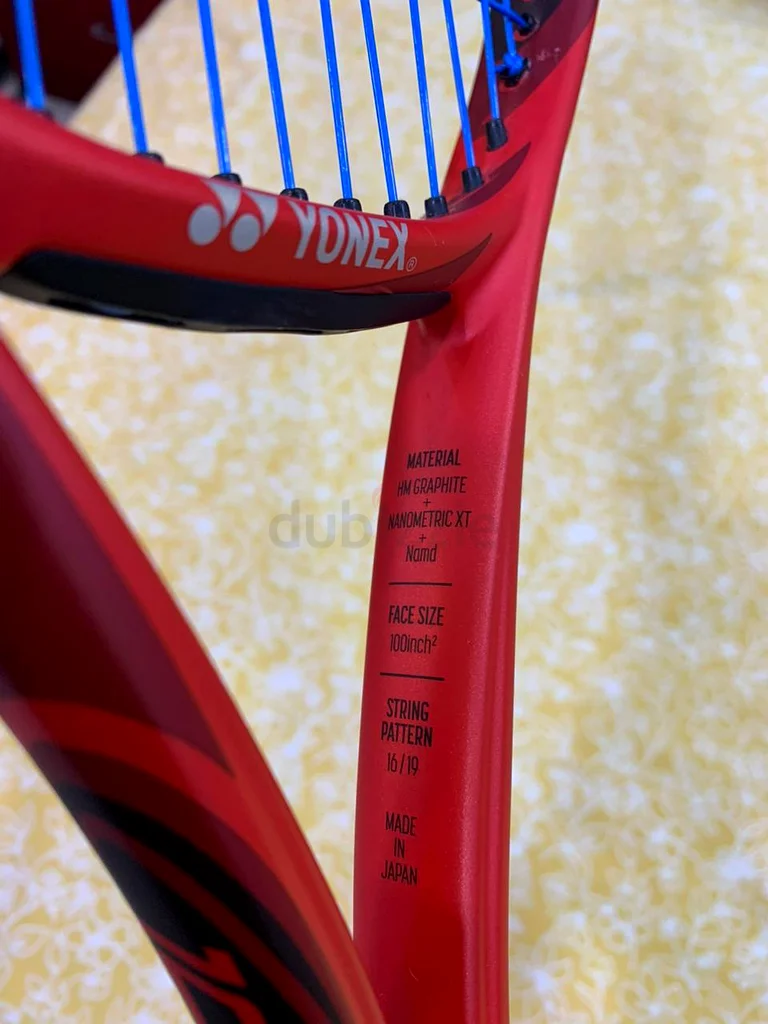 YONEX®
MATERIAL
HM GRAPHITE
+
NANOMETRIC XT
+
Namd
FACE SIZE
100inch²
STRING
PATTERN
16/19
MADE
IN
JAPAN